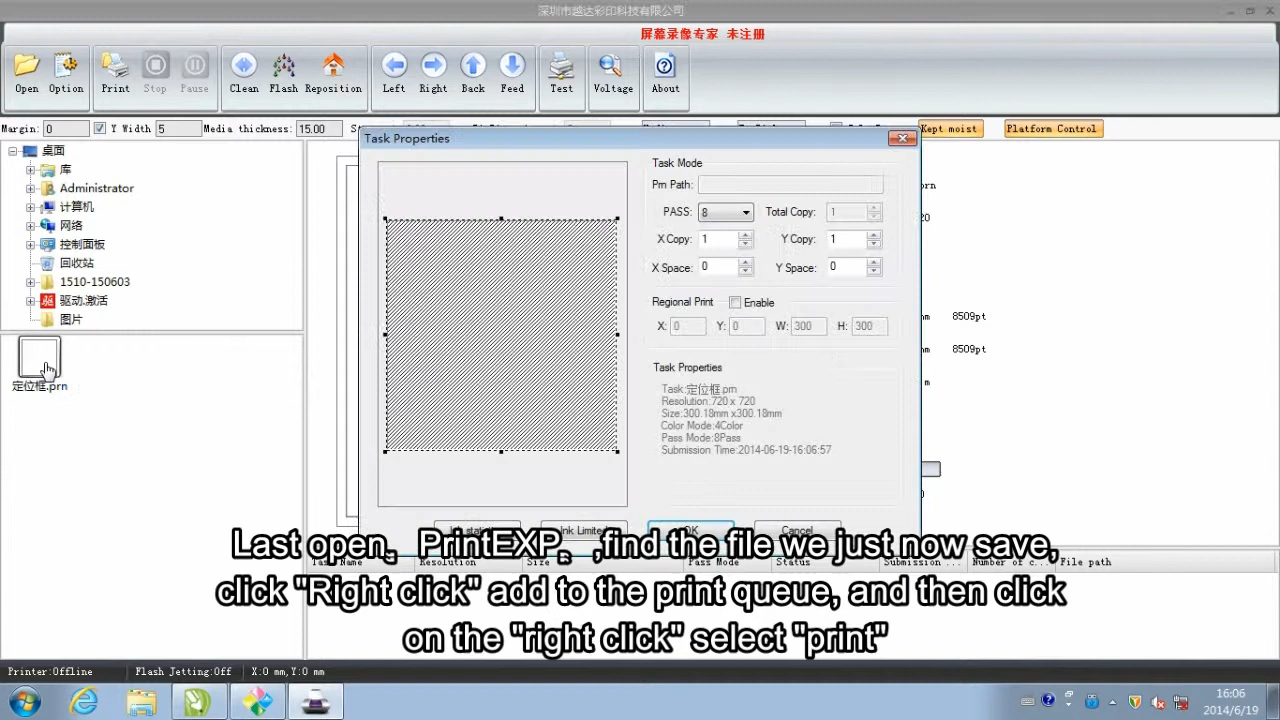 深圳市越达彩印科技有限公司
屏幕录像专家 未注册
Open Option Print Stop Pause Clean Flash Reposition Left Right Back Feed Test Voltage About
Margin: 0 Y Width 5 Media thickness: 15.00
Kept moist Platform Control
桌面
库
Administrator
计算机
网络
控制面板
回收站
1510-150603
驱动.激活
图片
定位框.prn
Task Properties
Task Mode
Prn Path:
PASS: 8 Total Copy: 1
X Copy: 1 Y Copy: 1
X Space: 0 Y Space: 0
Regional Print Enable
X: 0 Y: 0 W: 300 H: 300
Task Properties
Task:定位框.prn
Resolution:720 x 720
Size:300.18mm x300.18mm
Color Mode:4Color
Pass Mode:8Pass
Submission Time:2014-06-19-16:06:57
Ink Limited OK Cancel
8509pt
8509pt
Resolution Size Pass Mode Status Submission ... Number of c... File path
Last open、PrintEXP、,find the file we just now save,
click "Right click" add to the print queue, and then click
on the "right click" select "print"
Printer:Offline Flash Jetting:Off X:0 mm,Y:0 mm
16:06
2014/6/19